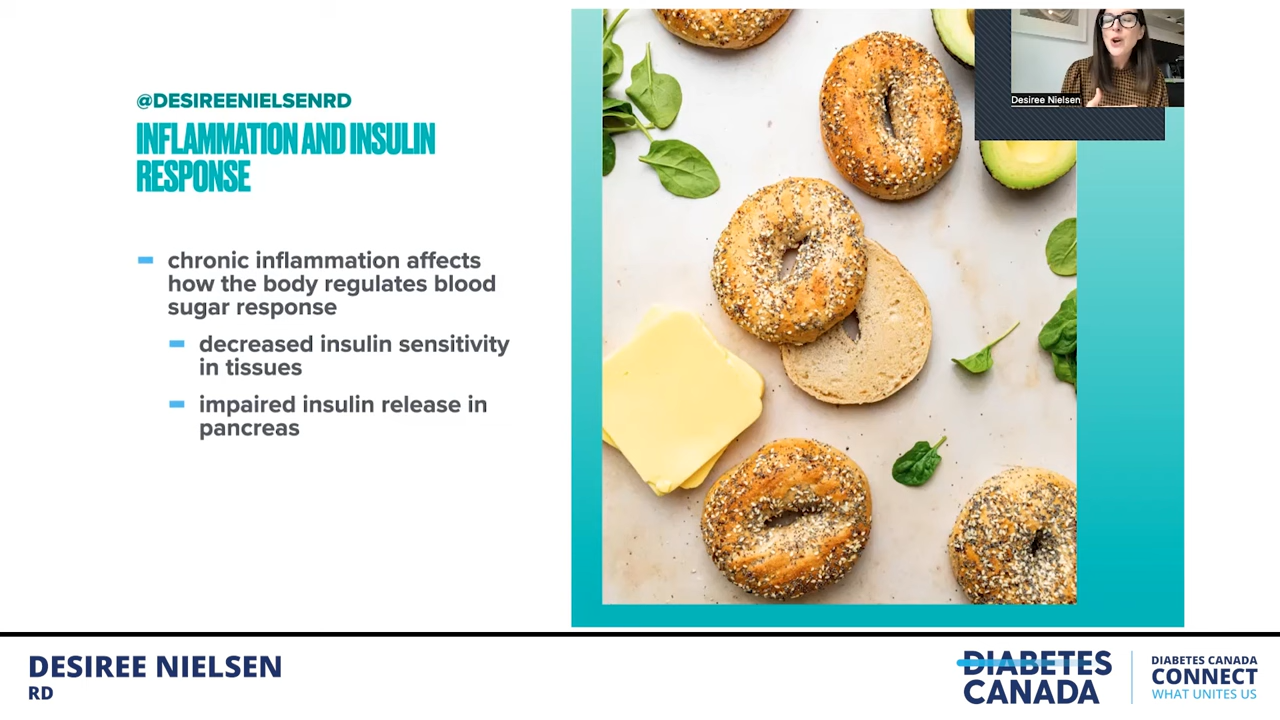 @DESIREENIELSENRD
INFLAMMATION AND INSULIN
RESPONSE
chronic inflammation affects
how the body regulates blood
sugar response
decreased insulin sensitivity
in tissues
impaired insulin release in
pancreas
Desiree Nielsen
DESIREE NIELSEN
RD
DIABETES
CANADA
DIABETES CANADA
CONNECT
WHAT UNITES US